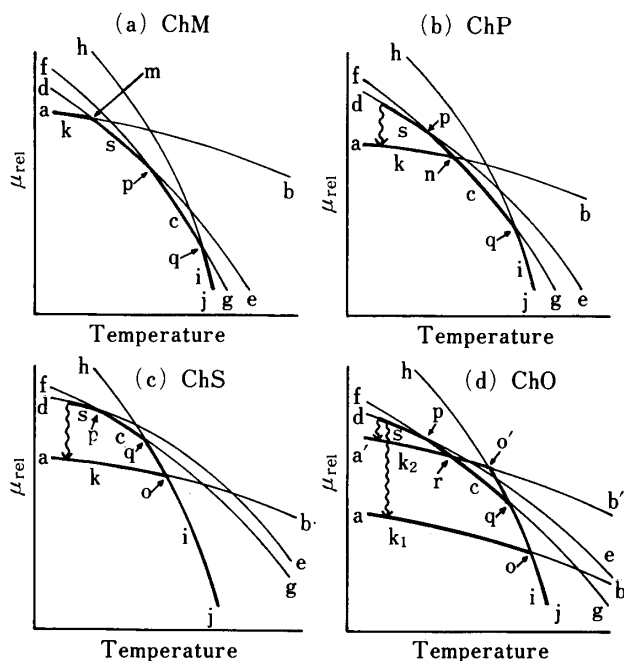 (a) ChM
h
f
d
a
m
k
s
p
b
c
q
i
j
g
e
μrel
Temperature
(b) ChP
h
f
d
a
p
s
k
n
b
c
q
i
j
g
e
μrel
Temperature
(c) ChS
h
f
d
s
p
c
q
a
k
o
b
i
e
g
j
μrel
Temperature
(d) ChO
h
f
d
p
s
o′
a′
k2
r
c
b′
a
q
k1
e
o
b
i
j
g
μrel
Temperature